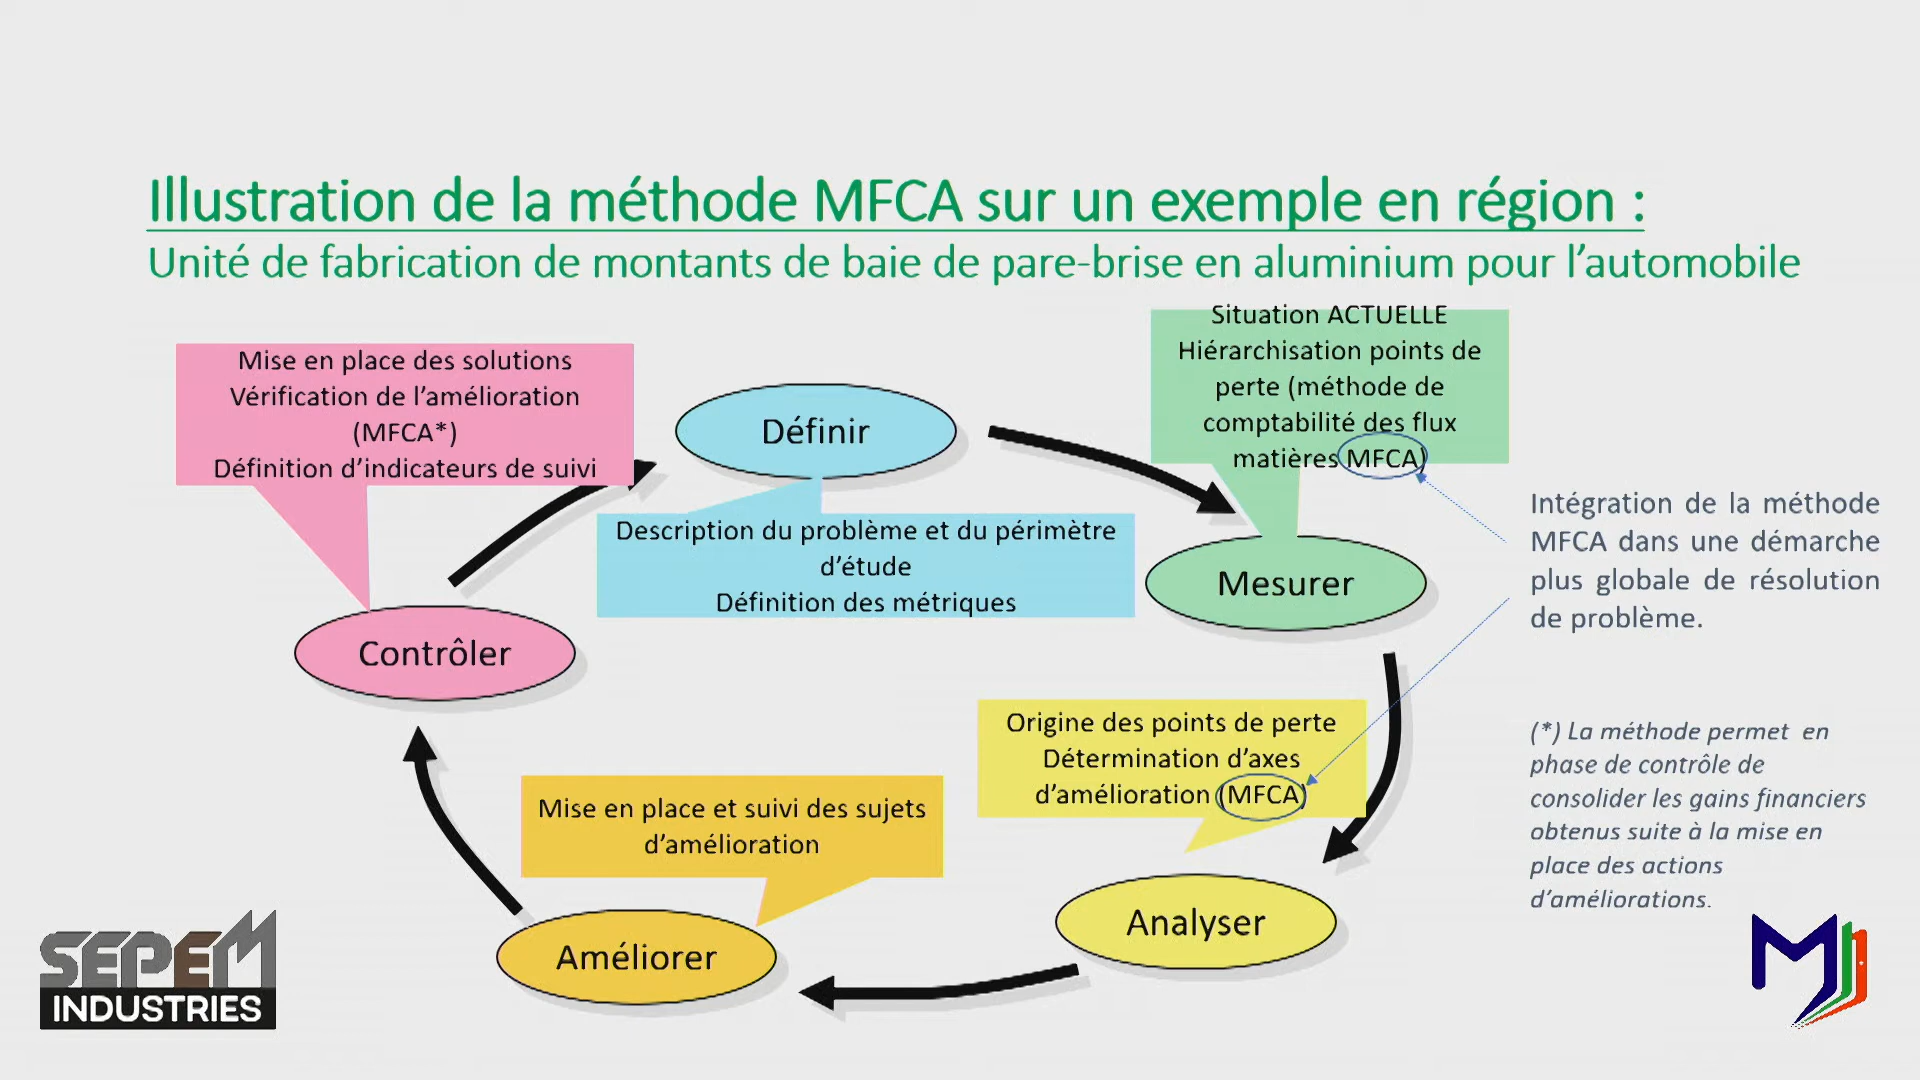 Illustration de la méthode MFCA sur un exemple en région :
Unité de fabrication de montants de baie de pare-brise en aluminium pour l’automobile
Mise en place des solutions
Vérification de l’amélioration
(MFCA*)
Définition d’indicateurs de suivi
Définir
Description du problème et du périmètre
d’étude
Définition des métriques
Situation ACTUELLE
Hiérarchisation points de
perte (méthode de
comptabilité des flux
matières (MFCA)
Mesurer
Intégration de la méthode
MFCA dans une démarche
plus globale de résolution
de problème.
Contrôler
Origine des points de perte
Détermination d’axes
d’amélioration (MFCA)
Analyser
(*) La méthode permet en
phase de contrôle de
consolider les gains financiers
obtenus suite à la mise en
place des actions
d’améliorations.
Mise en place et suivi des sujets
d’amélioration
Améliorer
SEPEM
INDUSTRIES
MJJ